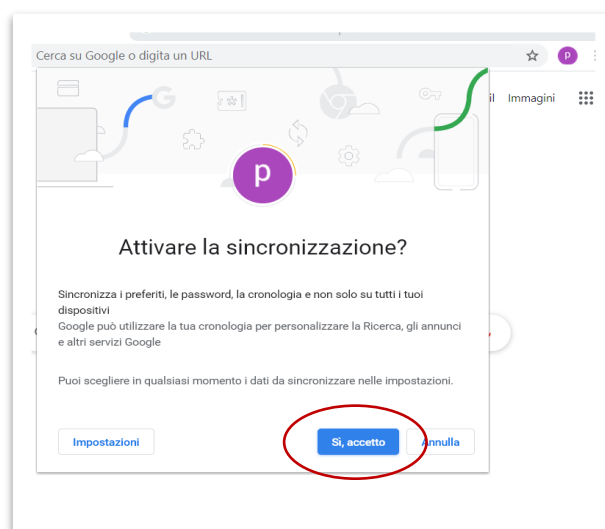 Cerca su Google o digita un URL
p
il Immagini
G
p
Attivare la sincronizzazione?
Sincronizza i preferiti, le password, la cronologia e non solo su tutti i tuoi
dispositivi
Google può utilizzare la tua cronologia per personalizzare la Ricerca, gli annunci
e altri servizi Google
Puoi scegliere in qualsiasi momento i dati da sincronizzare nelle impostazioni.
Impostazioni
Sì, accetto
Annulla